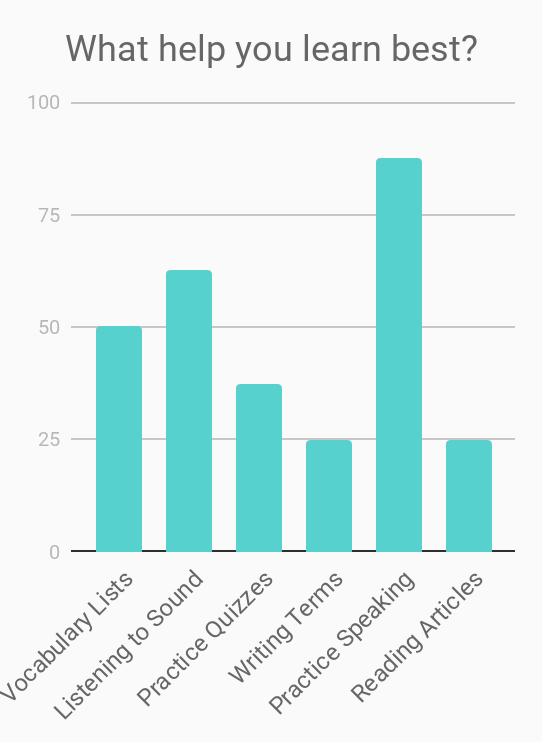 What help you learn best?
100
75
50
25
0
Vocabulary Lists
Listening to Sound
Practice Quizzes
Writing Terms
Practice Speaking
Reading Articles